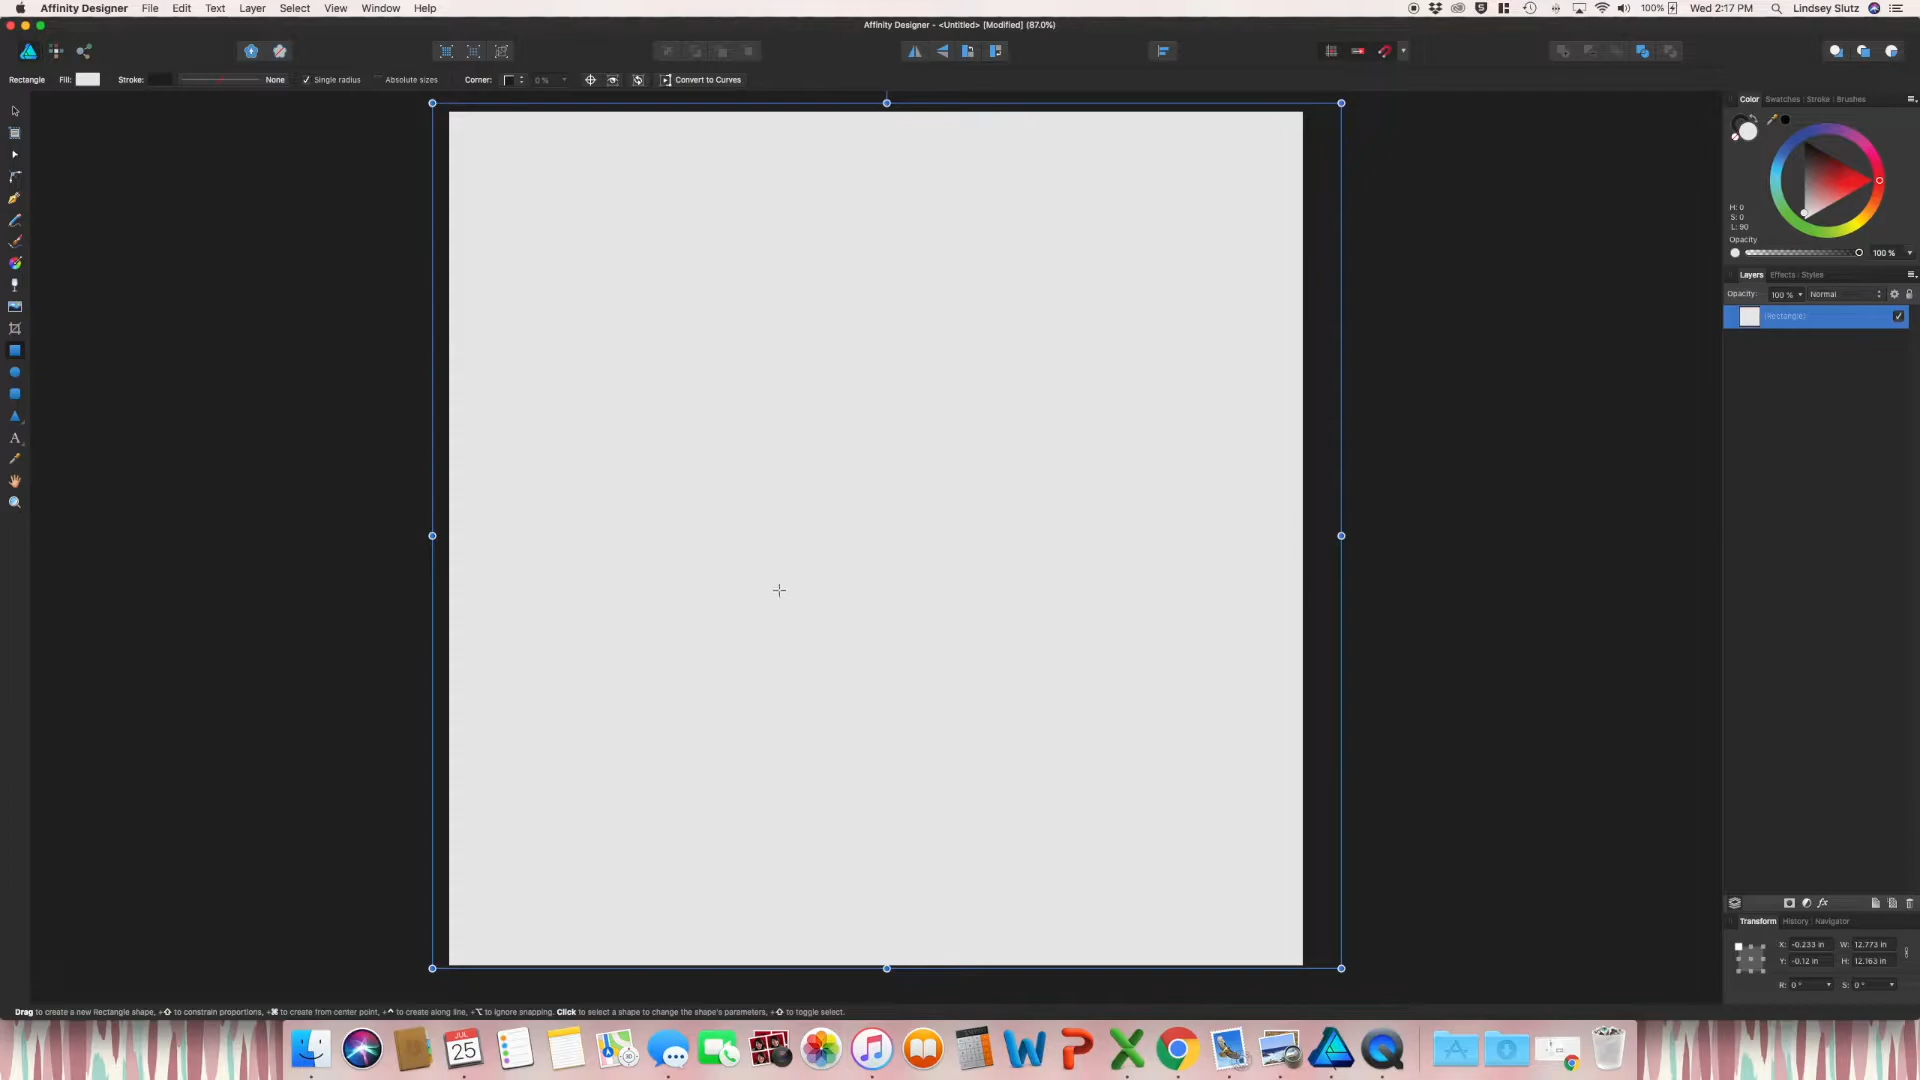 Affinity Designer File Edit Text Layer Select View Window Help 100% Wed 2:17 PM Lindsey Slutz
Affinity Designer - <Untitled> [Modified] (87.0%)
Rectangle Fill: Stroke: None Single radius Absolute sizes Corner: 0 % Convert to Curves
Color Swatches Stroke Brushes
H: 0
S: 0
L: 90
Opacity
100 %
Layers Effects Styles
Opacity: 100 % Normal
(Rectangle)
A
fx
Transform History Navigator
X: -0.233 in W: 12.773 in
Y: -0.12 in H: 12.163 in
R: 0 ° S: 0 °
Drag to create a new Rectangle shape, +⇧ to constrain proportions, +⌘ to create from center point, +⌃ to create along line, +⌥ to ignore snapping. Click to select a shape to change the shape's parameters, +⇧ to toggle select.
JUL
25
3D